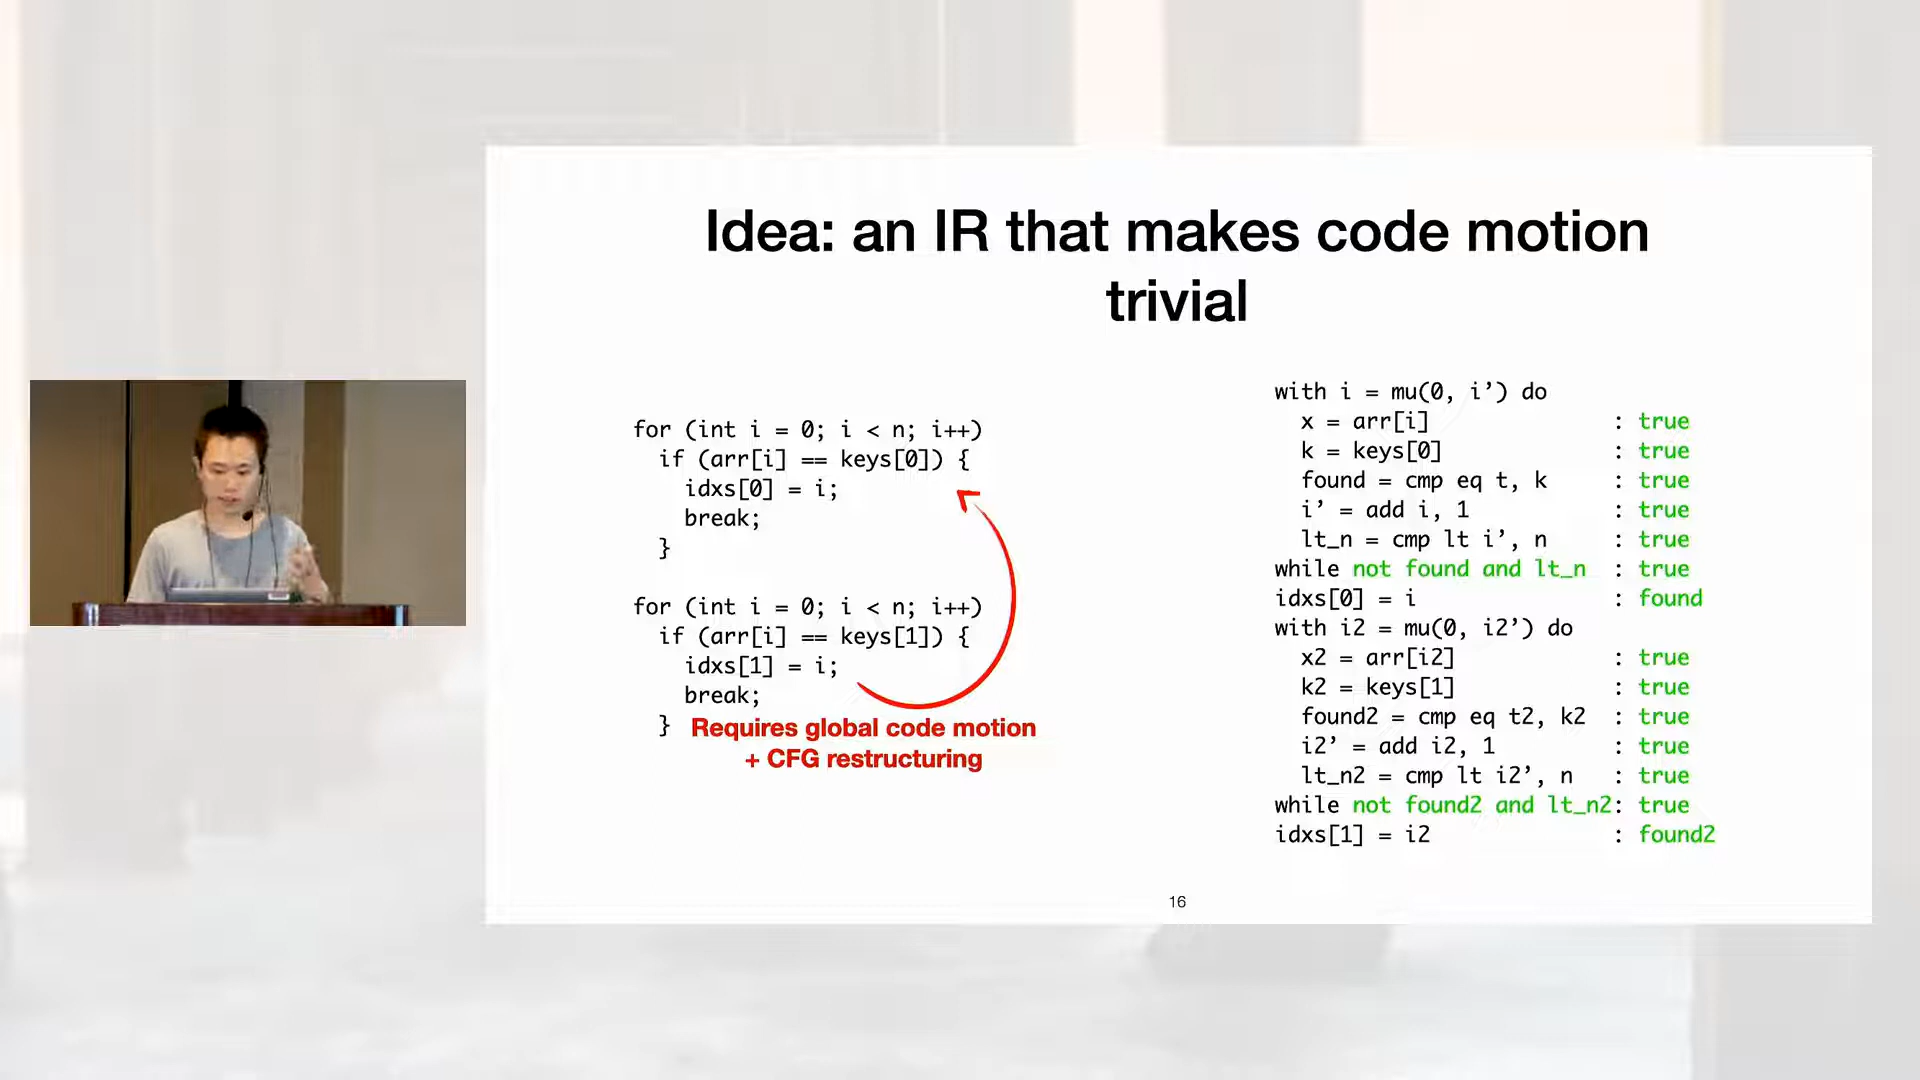 Idea: an IR that makes code motion
trivial
for (int i = 0; i < n; i++)
if (arr[i] == keys[0]) {
idxs[0] = i;
break;
}
for (int i = 0; i < n; i++)
if (arr[i] == keys[1]) {
idxs[1] = i;
break;
}
Requires global code motion
+ CFG restructuring
with i = mu(0, i’) do
x = arr[i] : true
k = keys[0] : true
found = cmp eq t, k : true
i’ = add i, 1 : true
lt_n = cmp lt i’, n : true
while not found and lt_n : true
idxs[0] = i : found
with i2 = mu(0, i2’) do
x2 = arr[i2] : true
k2 = keys[1] : true
found2 = cmp eq t2, k2 : true
i2’ = add i2, 1 : true
lt_n2 = cmp lt i2’, n : true
while not found2 and lt_n2: true
idxs[1] = i2 : found2
16